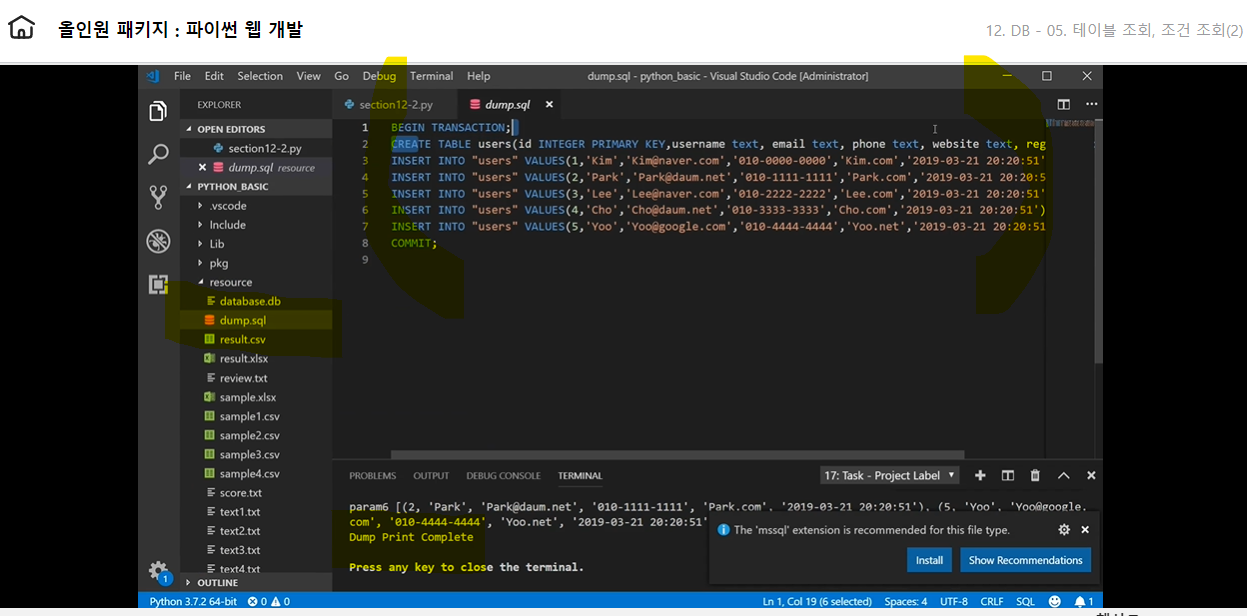 올인원 패키지 : 파이썬 웹 개발
12. DB - 05. 테이블 조회, 조건 조회(2)
File Edit Selection View Go Debug Terminal Help
dump.sql - python_basic - Visual Studio Code [Administrator]
EXPLORER
section12-2.py
dump.sql
OPEN EDITORS
section12-2.py
dump.sql resource
PYTHON_BASIC
.vscode
Include
Lib
pkg
resource
database.db
dump.sql
result.csv
result.xlsx
review.txt
sample.xlsx
sample1.csv
sample2.csv
sample3.csv
sample4.csv
score.txt
text1.txt
text2.txt
text3.txt
text4.txt
OUTLINE
1 BEGIN TRANSACTION;
2 CREATE TABLE users(id INTEGER PRIMARY KEY,username text, email text, phone text, website text, reg
3 INSERT INTO "users" VALUES(1,'Kim','Kim@naver.com','010-0000-0000','Kim.com','2019-03-21 20:20:51'
4 INSERT INTO "users" VALUES(2,'Park','Park@daum.net','010-1111-1111','Park.com','2019-03-21 20:20:5
5 INSERT INTO "users" VALUES(3,'Lee','Lee@naver.com','010-2222-2222','Lee.com','2019-03-21 20:20:51'
6 INSERT INTO "users" VALUES(4,'Cho','Cho@daum.net','010-3333-3333','Cho.com','2019-03-21 20:20:51')
7 INSERT INTO "users" VALUES(5,'Yoo','Yoo@google.com','010-4444-4444','Yoo.net','2019-03-21 20:20:51
8 COMMIT;
9
PROBLEMS OUTPUT DEBUG CONSOLE TERMINAL
17: Task - Project Label
param6 [(2, 'Park', 'Park@daum.net', '010-1111-1111', 'Park.com', '2019-03-21 20:20:51'), (5, 'Yoo', 'Yoo@google.
com', '010-4444-4444', 'Yoo.net', '2019-03-21 20:20:51'
Dump Print Complete
Press any key to close the terminal.
The 'mssql' extension is recommended for this file type.
Install
Show Recommendations
1
Python 3.7.2 64-bit 0 0
Ln 1, Col 19 (6 selected) Spaces: 4 UTF-8 CRLF SQL 1